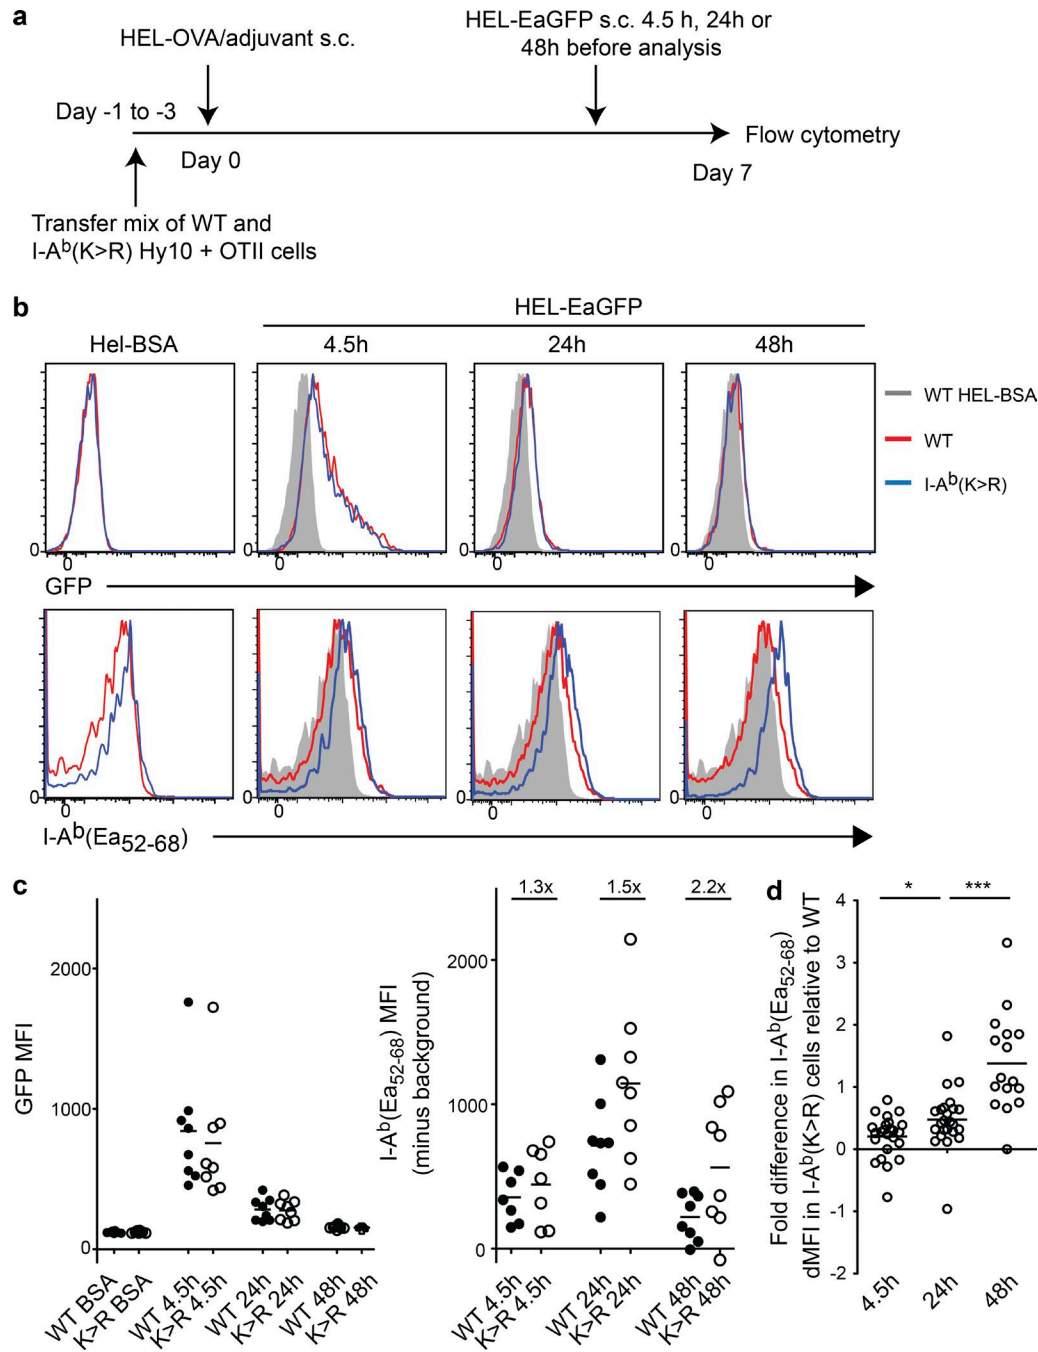 a
HEL-OVA/adjuvant s.c.
HEL-EaGFP s.c. 4.5 h, 24h or
48h before analysis
Day -1 to -3
Day 0
Day 7
Flow cytometry
Transfer mix of WT and
I-Aᵇ(K>R) Hy10 + OTII cells
b
HEL-EaGFP
Hel-BSA
4.5h
24h
48h
WT HEL-BSA
WT
I-Aᵇ(K>R)
0 0 0 0
0 0 0 0
GFP
0 0 0 0
0 0 0 0
I-Aᵇ(Ea₅₂₋₆₈)
c
GFP MFI
2000
1000
0
WT BSA
K>R BSA
WT 4.5h
K>R 4.5h
WT 24h
K>R 24h
WT 48h
K>R 48h
I-Aᵇ(Ea₅₂₋₆₈) MFI
(minus background)
1.3x
1.5x
2.2x
2000
1000
0
WT 4.5h
K>R 4.5h
WT 24h
K>R 24h
WT 48h
K>R 48h
d
Fold difference in I-Aᵇ(Ea₅₂₋₆₈)
dMFI in I-Aᵇ(K>R) cells relative to WT
*
***
4
3
2
1
0
-1
-2
4.5h
24h
48h